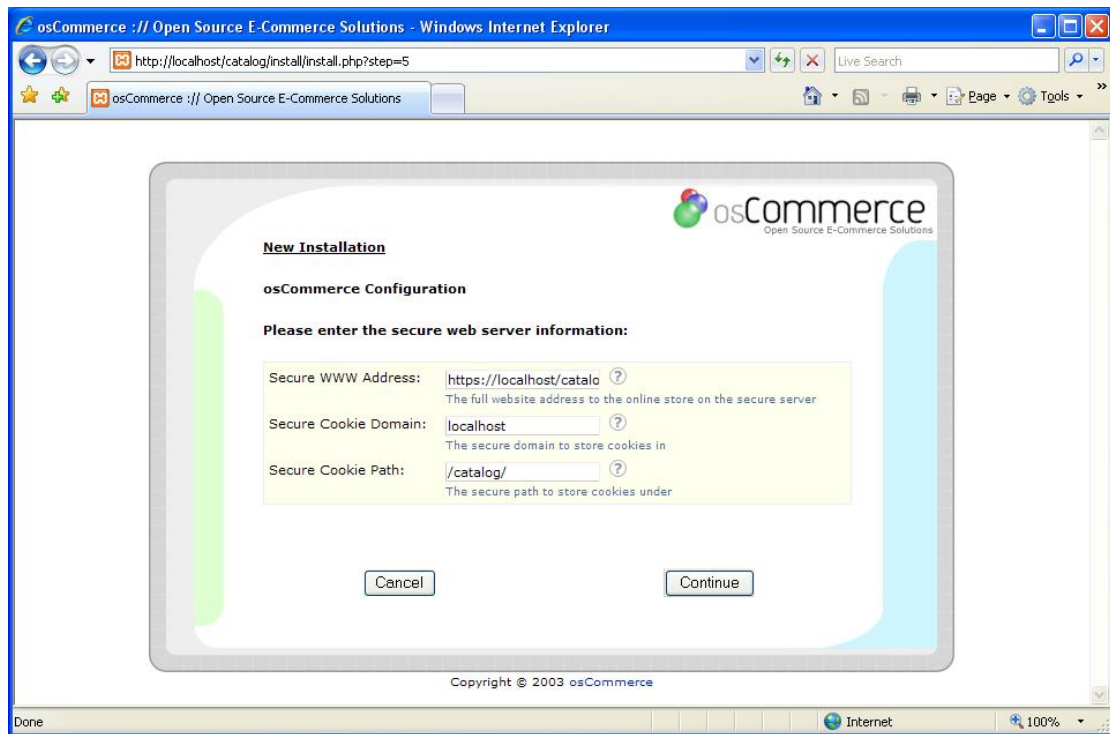 osCommerce :// Open Source E-Commerce Solutions - Windows Internet Explorer
http://localhost/catalog/install/install.php?step=5
Live Search
osCommerce :// Open Source E-Commerce Solutions
Page
Tools
»
osCommerce
Open Source E-Commerce Solutions
New Installation
osCommerce Configuration
Please enter the secure web server information:
Secure WWW Address: https://localhost/catalo ?
The full website address to the online store on the secure server
Secure Cookie Domain: localhost ?
The secure domain to store cookies in
Secure Cookie Path: /catalog/ ?
The secure path to store cookies under
Cancel Continue
Copyright © 2003 osCommerce
Done Internet 100%